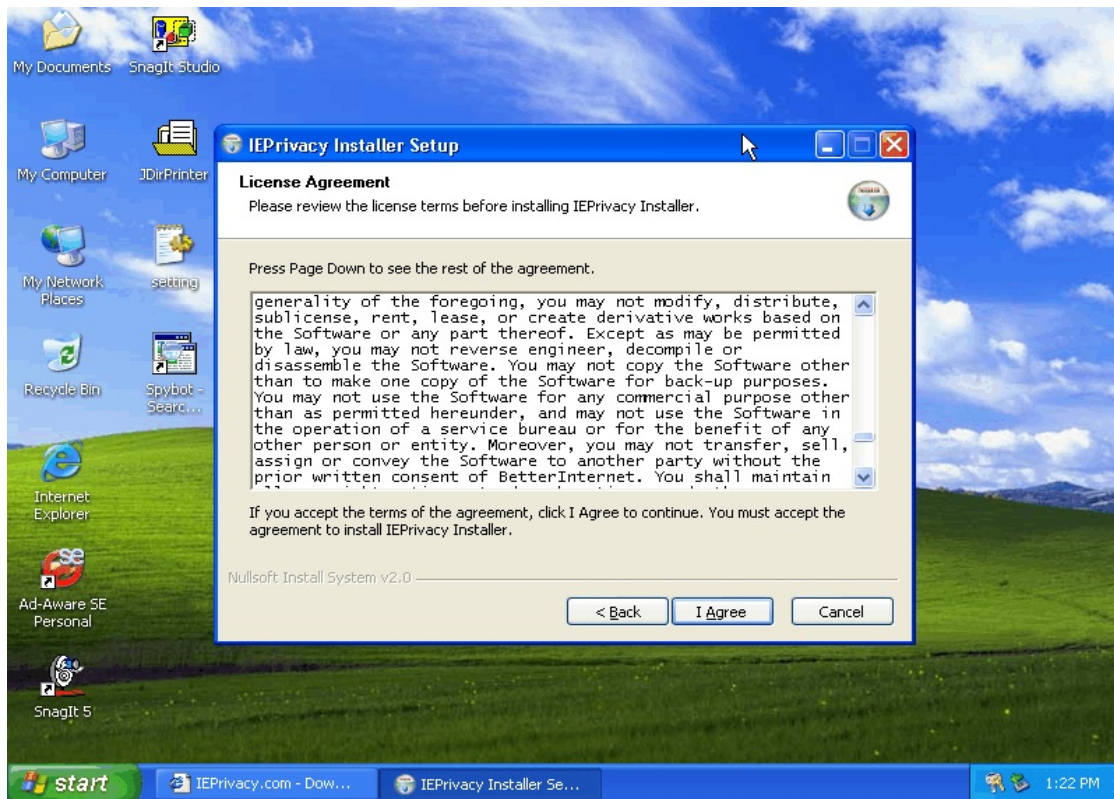 My Documents
SnagIt Studio
My Computer
JDirPrinter
My Network
Places
setting
Recycle Bin
Spybot -
Searc...
Internet
Explorer
Ad-Aware SE
Personal
SnagIt 5
IEPrivacy Installer Setup
License Agreement
Please review the license terms before installing IEPrivacy Installer.
Press Page Down to see the rest of the agreement.
generality of the foregoing, you may not modify, distribute,
sublicense, rent, lease, or create derivative works based on
the Software or any part thereof. Except as may be permitted
by law, you may not reverse engineer, decompile or
disassemble the Software. You may not copy the Software other
than to make one copy of the Software for back-up purposes.
You may not use the Software for any commercial purpose other
than as permitted hereunder, and may not use the Software in
the operation of a service bureau or for the benefit of any
other person or entity. Moreover, you may not transfer, sell,
assign or convey the Software to another party without the
prior written consent of BetterInternet. You shall maintain
If you accept the terms of the agreement, click I Agree to continue. You must accept the
agreement to install IEPrivacy Installer.
Nullsoft Install System v2.0
< Back
I Agree
Cancel
start
IEPrivacy.com - Dow...
IEPrivacy Installer Se...
1:22 PM